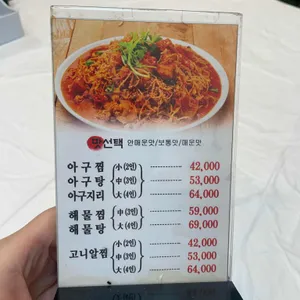 맛선택 안매운맛/보통맛/매운맛
아구찜 小(2인) 42,000
아구탕 中(3인) 53,000
아구지리 大(4인) 64,000
해물찜 中(3인) 59,000
해물탕 大(4인) 69,000
고니알찜 小(2인) 42,000
中(3인) 53,000
大(4인) 64,000